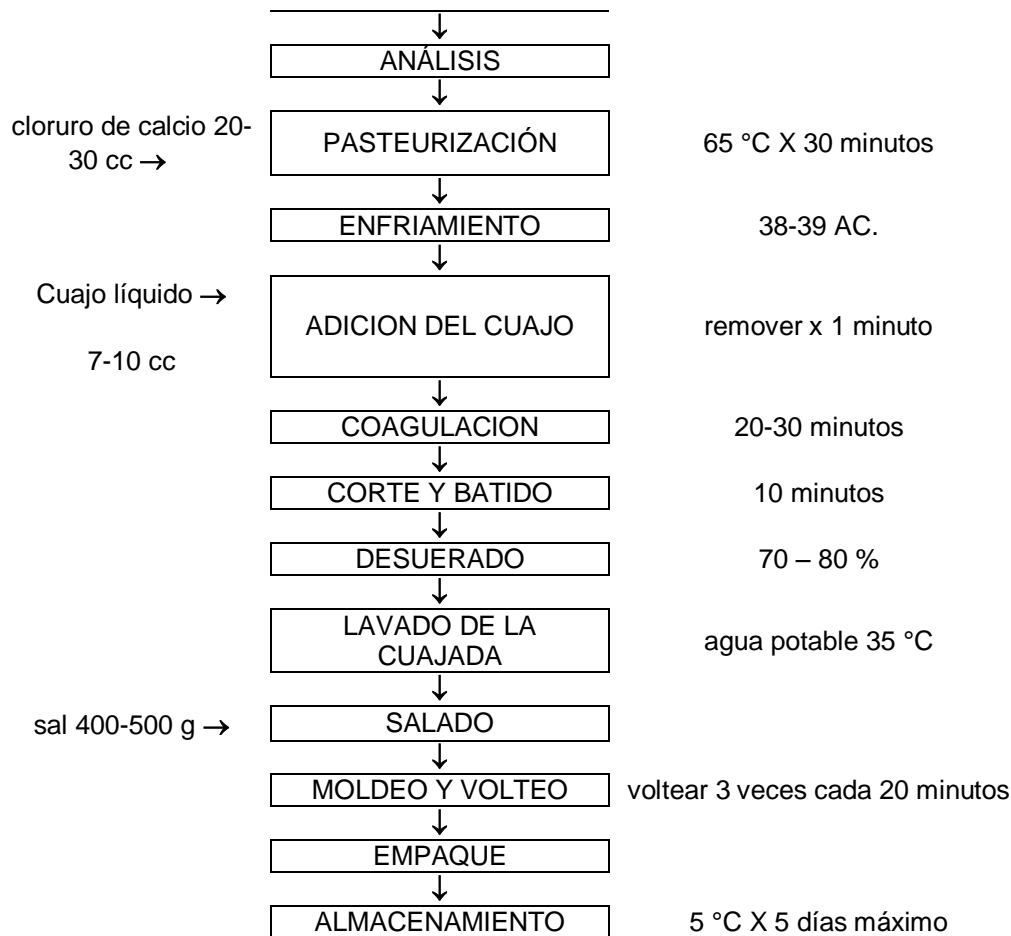 ANÁLISIS
cloruro de calcio 20-
30 cc →
PASTEURIZACIÓN
65 °C X 30 minutos
ENFRIAMIENTO
38-39 AC.
Cuajo líquido →
7-10 cc
ADICION DEL CUAJO
remover x 1 minuto
COAGULACION
20-30 minutos
CORTE Y BATIDO
10 minutos
DESUERADO
70 – 80 %
LAVADO DE LA
CUAJADA
agua potable 35 °C
sal 400-500 g →
SALADO
MOLDEO Y VOLTEO
voltear 3 veces cada 20 minutos
EMPAQUE
ALMACENAMIENTO
5 °C X 5 días máximo